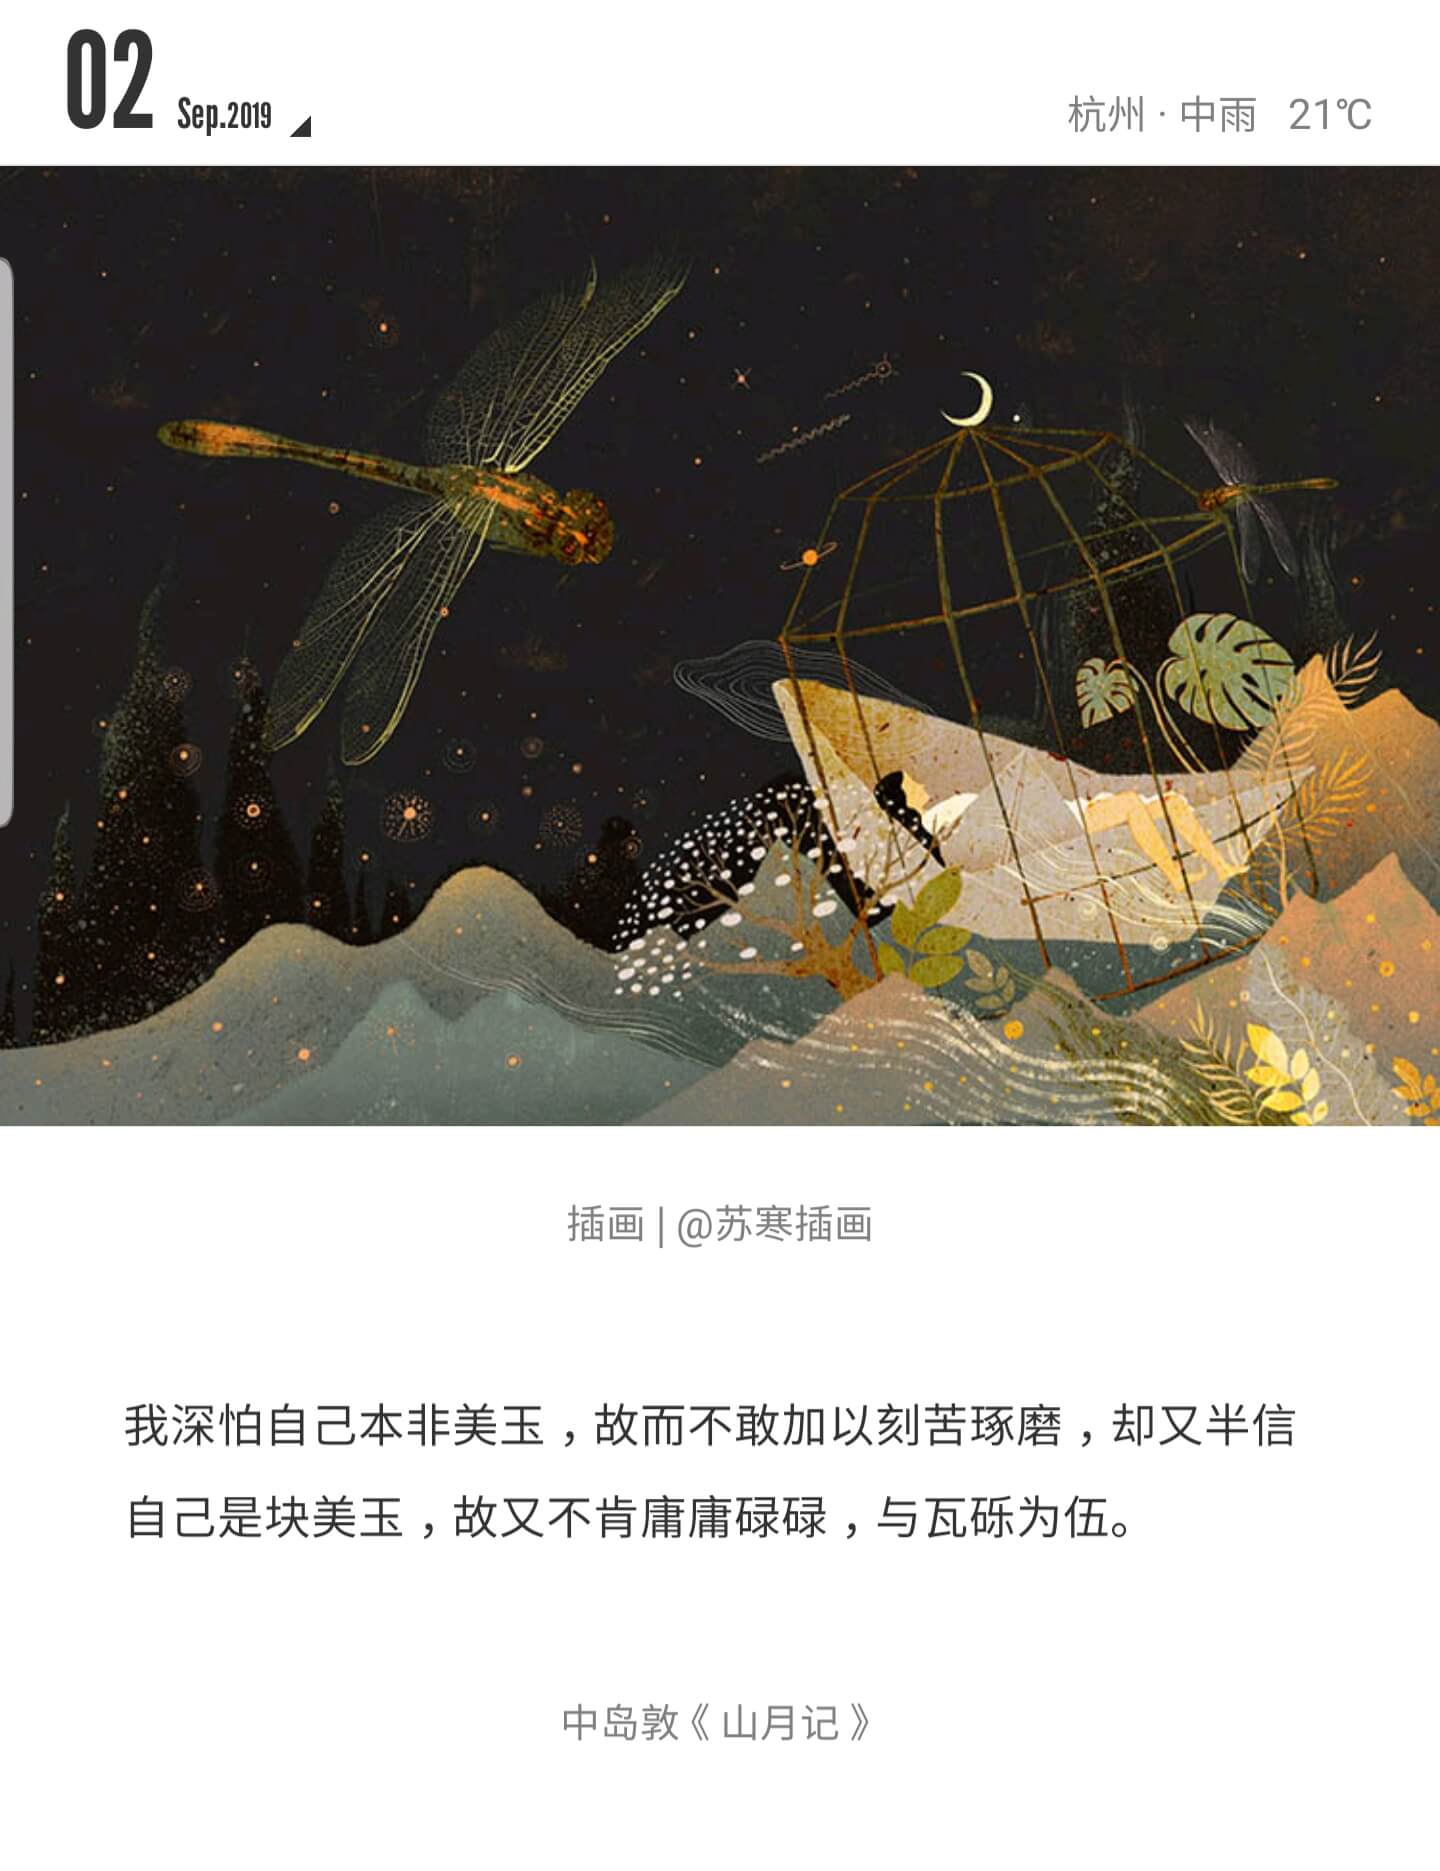 02 Sep.2019
杭州 · 中雨 21℃
插画 | @苏寒插画
我深怕自己本非美玉，故而不敢加以刻苦琢磨，却又半信
自己是块美玉，故又不肯庸庸碌碌，与瓦砾为伍。
中岛敦《山月记》